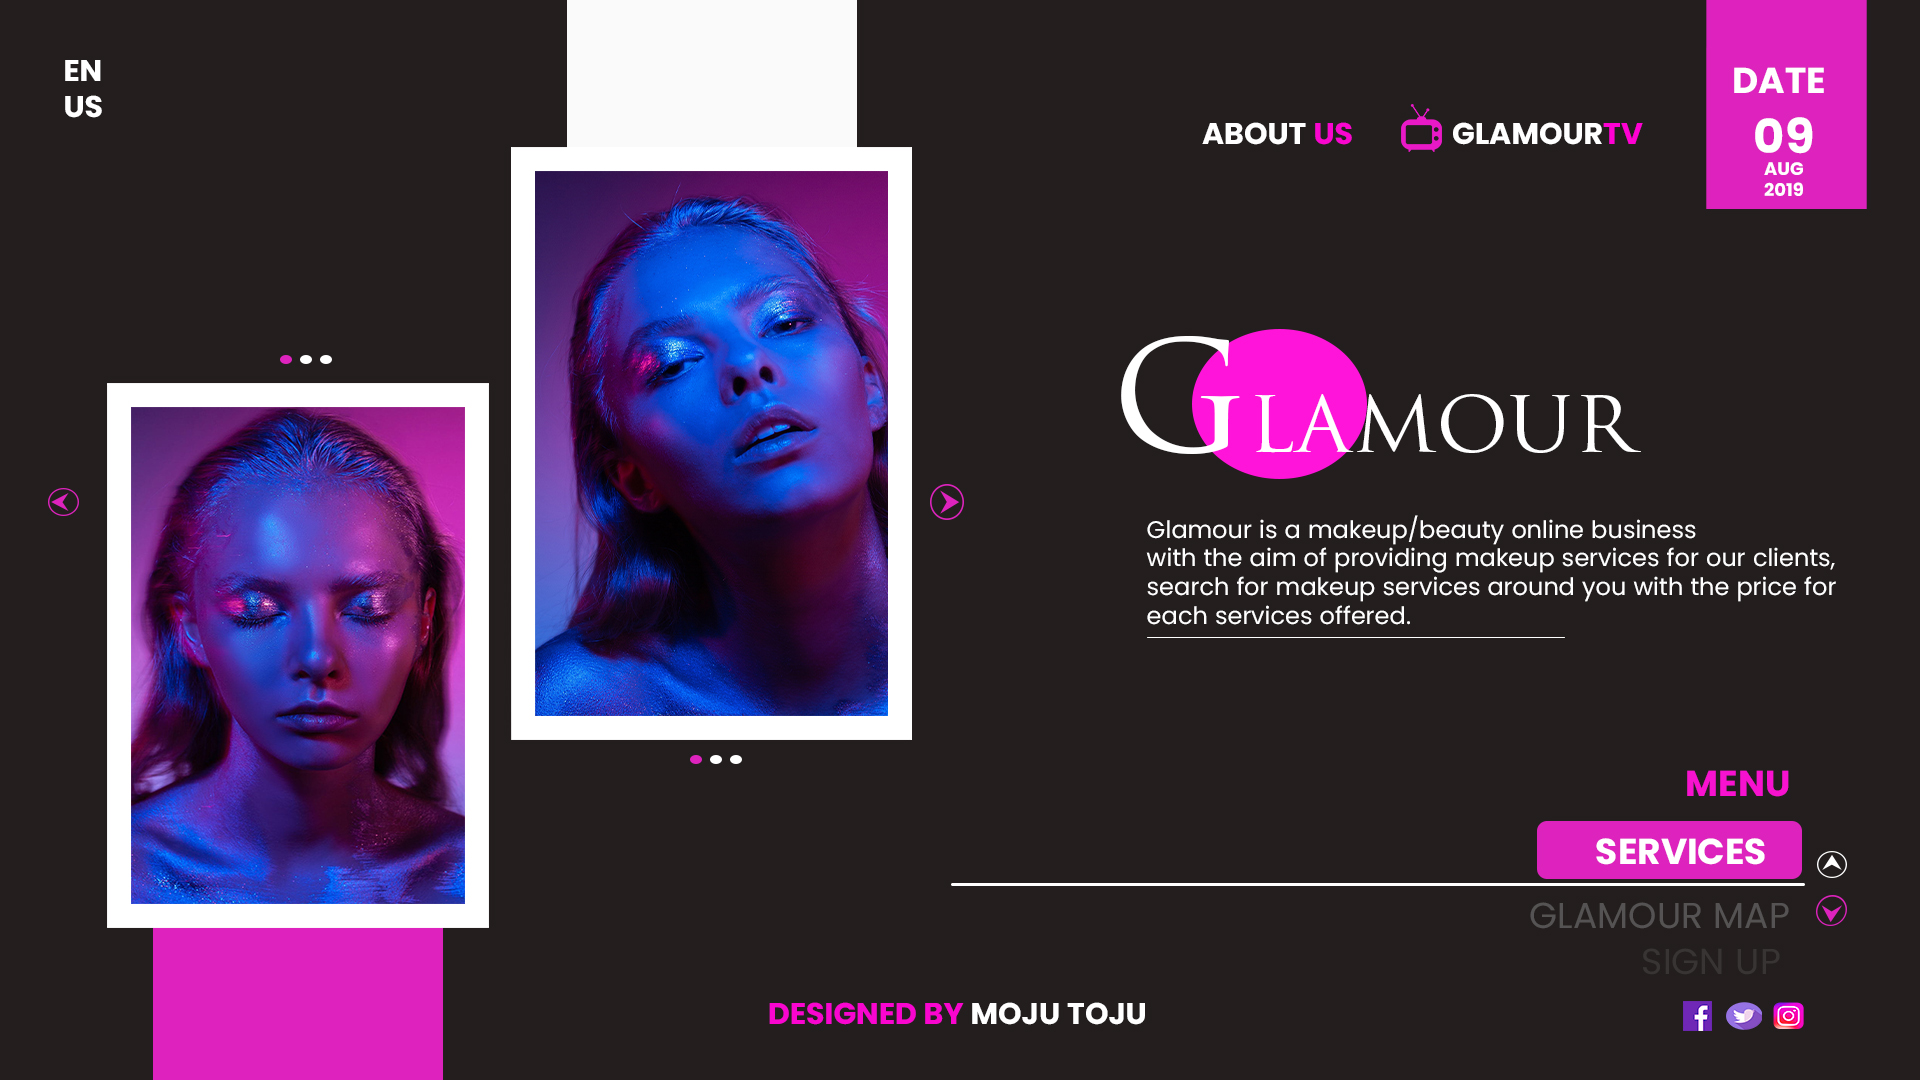 EN
US
ABOUT US
GLAMOURTV
DATE
09
AUG
2019
GLAMOUR
Glamour is a makeup/beauty online business
with the aim of providing makeup services for our clients,
search for makeup services around you with the price for
each services offered.
MENU
SERVICES
GLAMOUR MAP
SIGN UP
DESIGNED BY MOJU TOJU